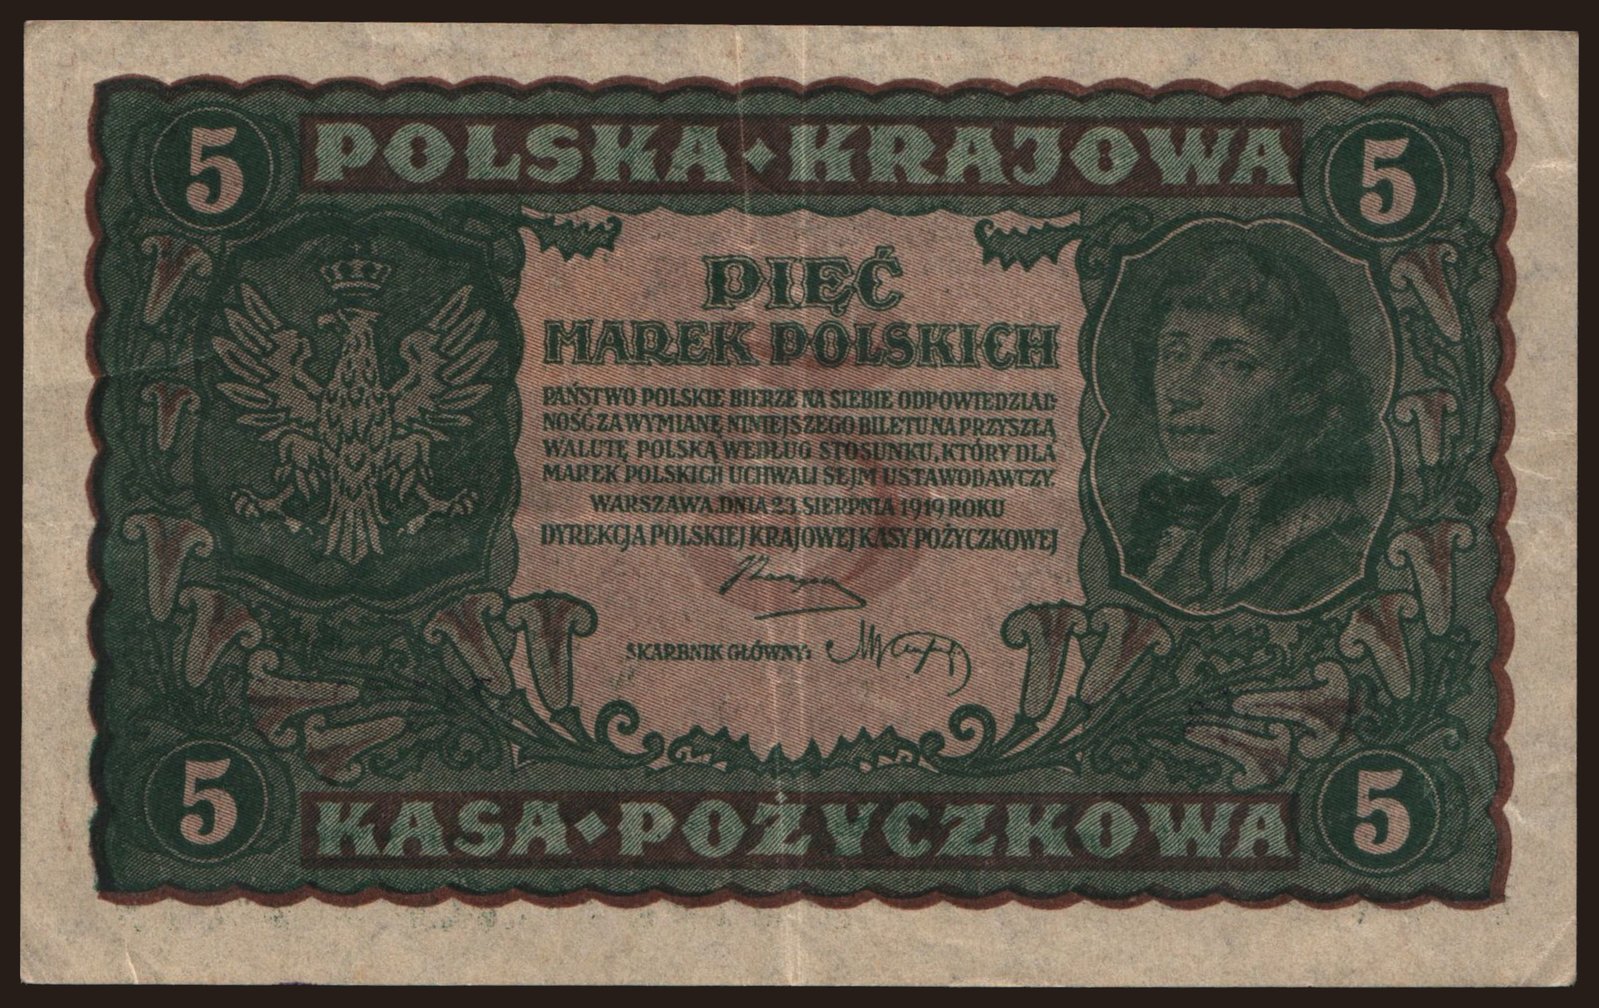 5 POLSKA · KRAJOWA 5
PIĘĆ
MAREK POLSKICH
PAŃSTWO POLSKIE BIERZE NA SIEBIE ODPOWIEDZIAL-
NOŚĆ ZA WYMIANĘ NINIEJSZEGO BILETU NA PRZYSZŁĄ
WALUTĘ POLSKĄ WEDŁUG STOSUNKU, KTÓRY DLA
MAREK POLSKICH UCHWALI SEJM USTAWODAWCZY.
WARSZAWA, DNIA 23 SIERPNIA 1919 ROKU
DYREKCJA POLSKIEJ KRAJOWEJ KASY POŻYCZKOWEJ
SKARBNIK GŁÓWNY:
5 KASA · POŻYCZKOWA 5